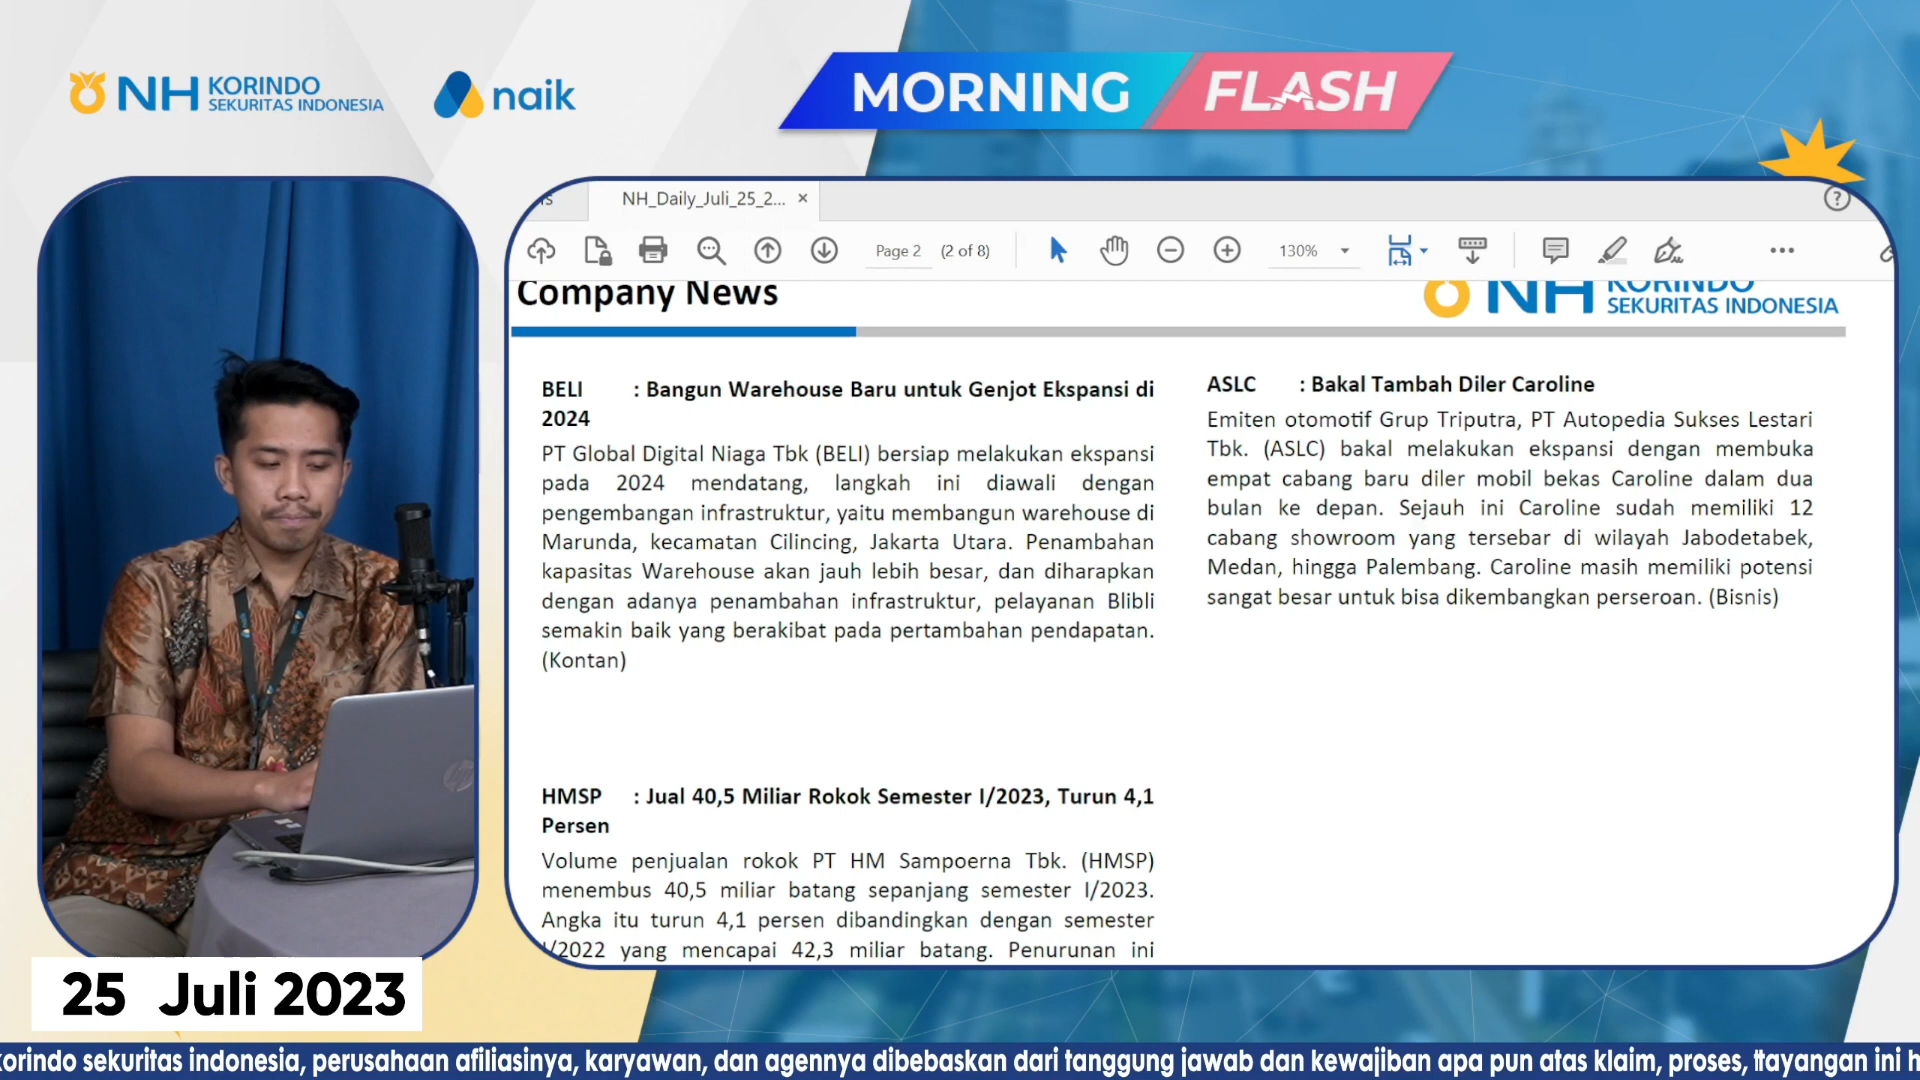 NH KORINDO
SEKURITAS INDONESIA
naik
MORNING FLASH
NH_Daily_Juli_25_2... ×
?
Page 2 (2 of 8)
130%
Company News
NH KORINDO
SEKURITAS INDONESIA
BELI : Bangun Warehouse Baru untuk Genjot Ekspansi di
2024
PT Global Digital Niaga Tbk (BELI) bersiap melakukan ekspansi
pada 2024 mendatang, langkah ini diawali dengan
pengembangan infrastruktur, yaitu membangun warehouse di
Marunda, kecamatan Cilincing, Jakarta Utara. Penambahan
kapasitas Warehouse akan jauh lebih besar, dan diharapkan
dengan adanya penambahan infrastruktur, pelayanan Blibli
semakin baik yang berakibat pada pertambahan pendapatan.
(Kontan)
HMSP : Jual 40,5 Miliar Rokok Semester I/2023, Turun 4,1
Persen
Volume penjualan rokok PT HM Sampoerna Tbk. (HMSP)
menembus 40,5 miliar batang sepanjang semester I/2023.
Angka itu turun 4,1 persen dibandingkan dengan semester
I/2022 yang mencapai 42,3 miliar batang. Penurunan ini
ASLC : Bakal Tambah Diler Caroline
Emiten otomotif Grup Triputra, PT Autopedia Sukses Lestari
Tbk. (ASLC) bakal melakukan ekspansi dengan membuka
empat cabang baru diler mobil bekas Caroline dalam dua
bulan ke depan. Sejauh ini Caroline sudah memiliki 12
cabang showroom yang tersebar di wilayah Jabodetabek,
Medan, hingga Palembang. Caroline masih memiliki potensi
sangat besar untuk bisa dikembangkan perseroan. (Bisnis)
hp
25 Juli 2023
korindo sekuritas indonesia, perusahaan afiliasinya, karyawan, dan agennya dibebaskan dari tanggung jawab dan kewajiban apa pun atas klaim, proses, tayangan ini h